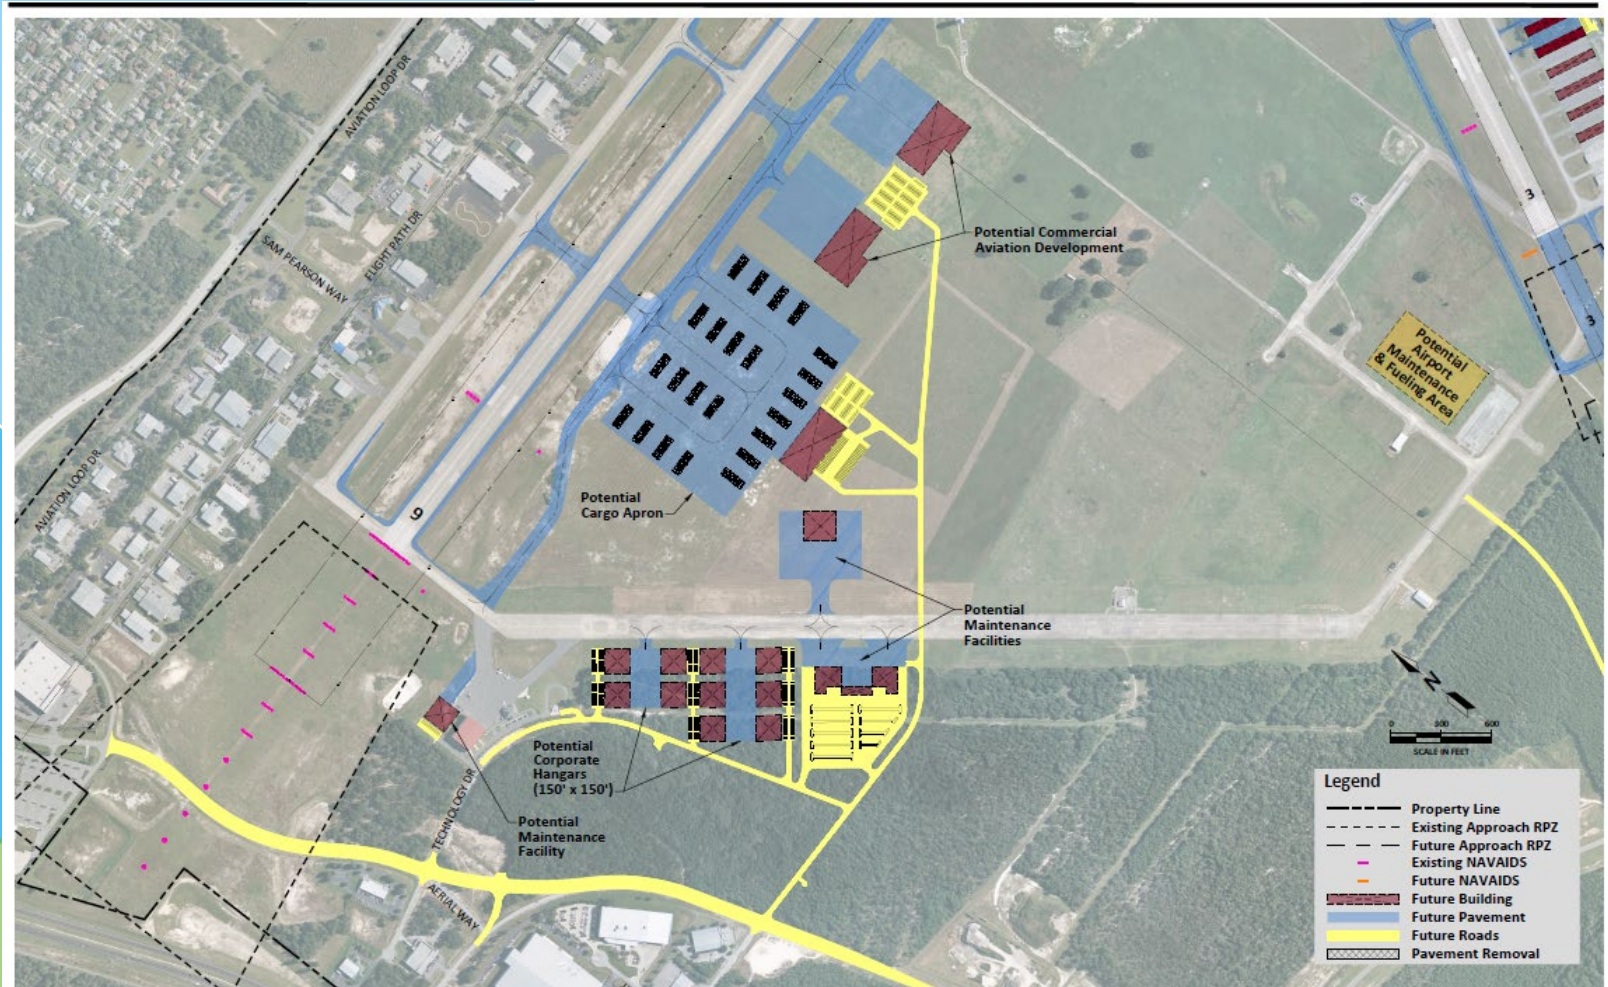 AVIATION LOOP DR
SAM PEARSON WAY
FLIGHT PATH DR
AVIATION LOOP DR
9
3
3
Potential Commercial
Aviation Development
Potential
Airport
Maintenance
& Fueling Area
Potential
Cargo Apron
Potential
Maintenance
Facilities
Potential
Corporate
Hangars
(150' x 150')
Potential
Maintenance
Facility
TECHNOLOGY DR
AERIAL WAY
N
0 300 600
SCALE IN FEET
Legend
Property Line
Existing Approach RPZ
Future Approach RPZ
Existing NAVAIDS
Future NAVAIDS
Future Building
Future Pavement
Future Roads
Pavement Removal